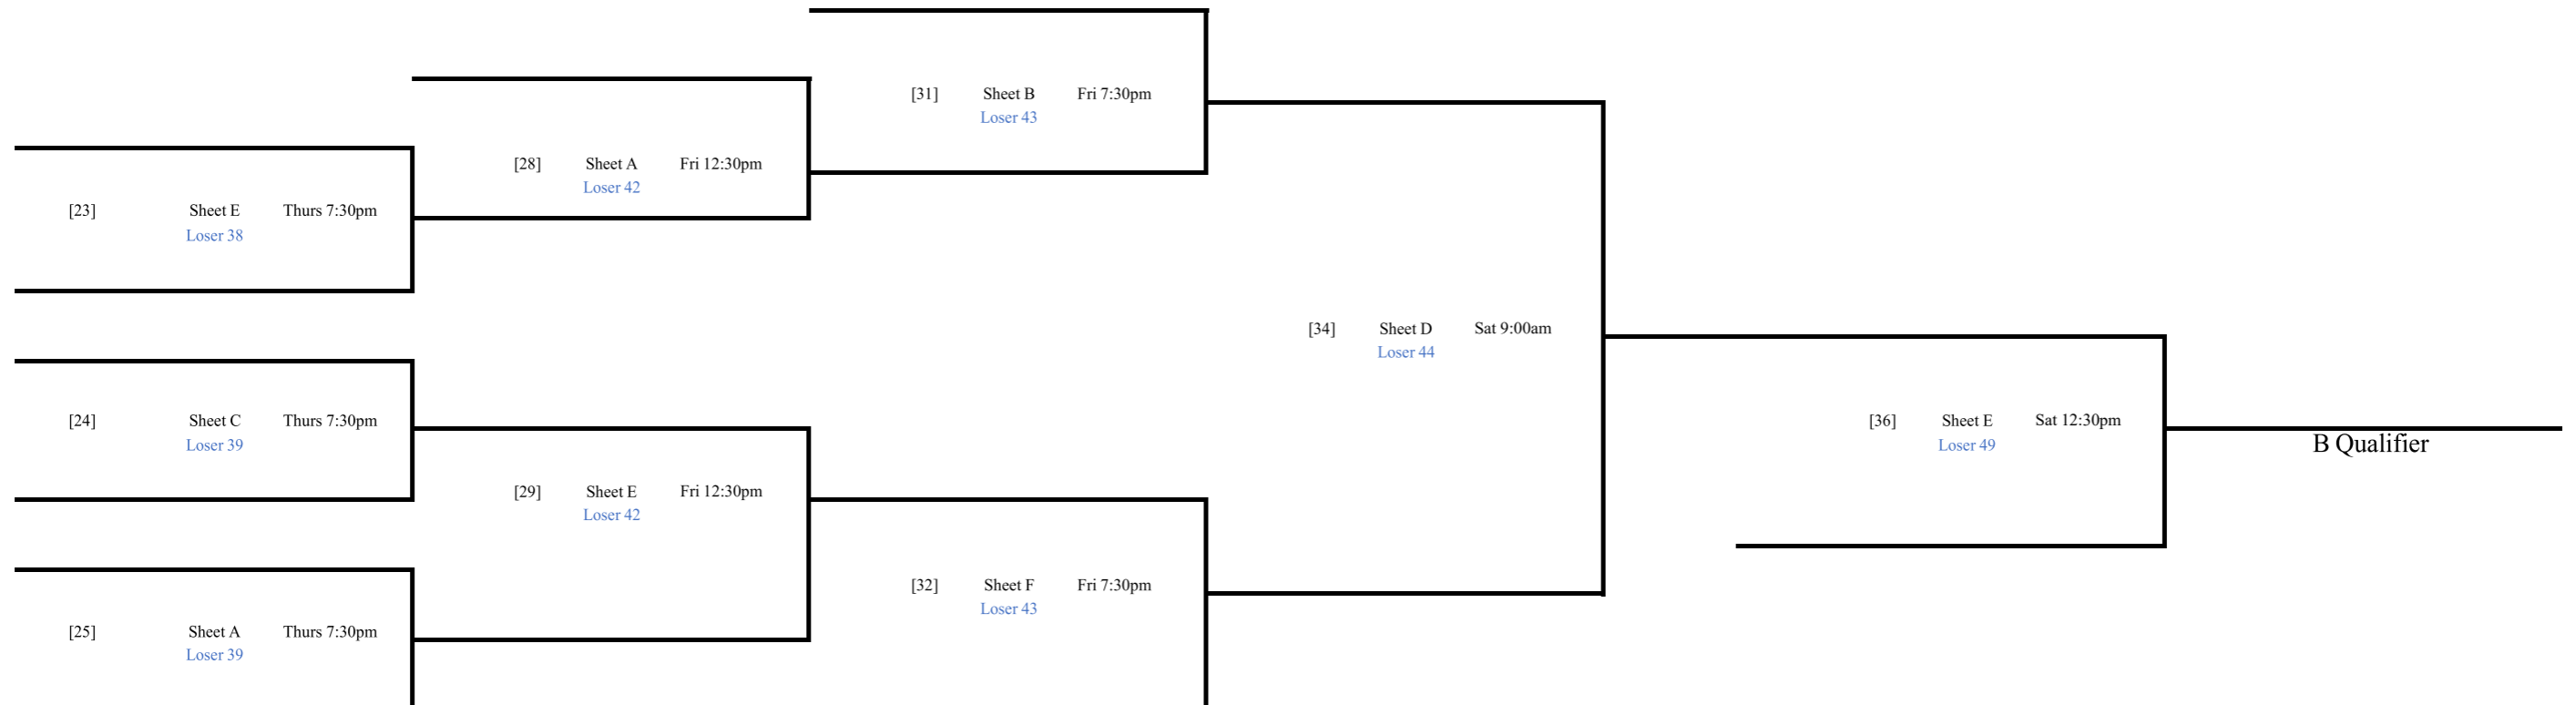 [23] Sheet E Thurs 7:30pm
Loser 38
[24] Sheet C Thurs 7:30pm
Loser 39
[25] Sheet A Thurs 7:30pm
Loser 39
[28] Sheet A Fri 12:30pm
Loser 42
[29] Sheet E Fri 12:30pm
Loser 42
[31] Sheet B Fri 7:30pm
Loser 43
[32] Sheet F Fri 7:30pm
Loser 43
[34] Sheet D Sat 9:00am
Loser 44
[36] Sheet E Sat 12:30pm
Loser 49
B Qualifier